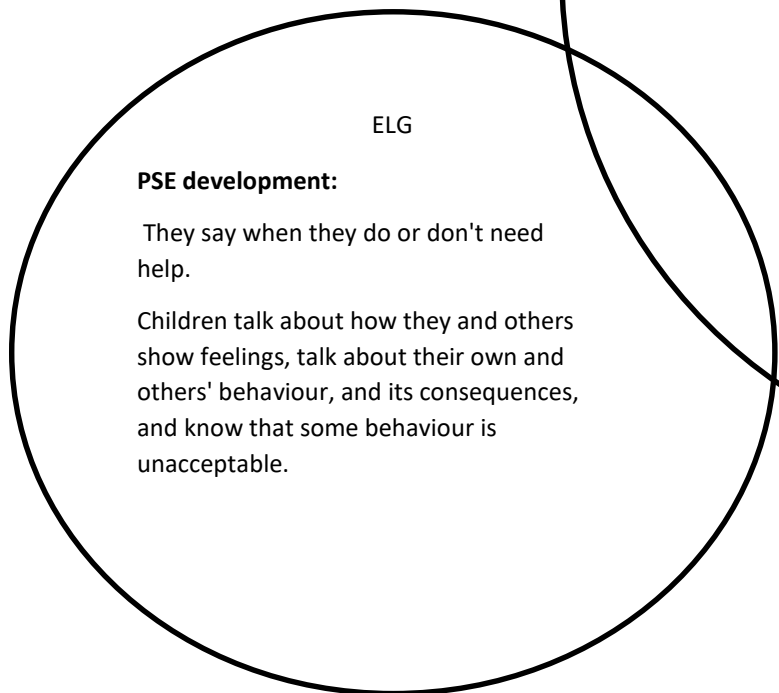 ELG
PSE development:
They say when they do or don't need
help.
Children talk about how they and others
show feelings, talk about their own and
others' behaviour, and its consequences,
and know that some behaviour is
unacceptable.